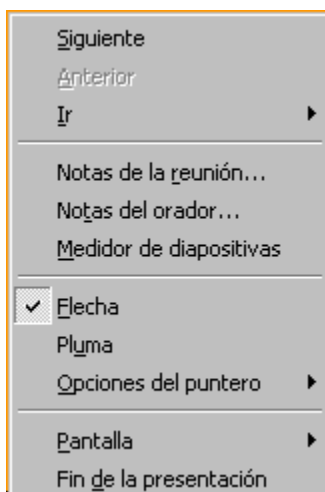 Siguiente
Anterior
Ir
Notas de la reunión...
Notas del orador...
Medidor de diapositivas
Flecha
Pluma
Opciones del puntero
Pantalla
Fin de la presentación